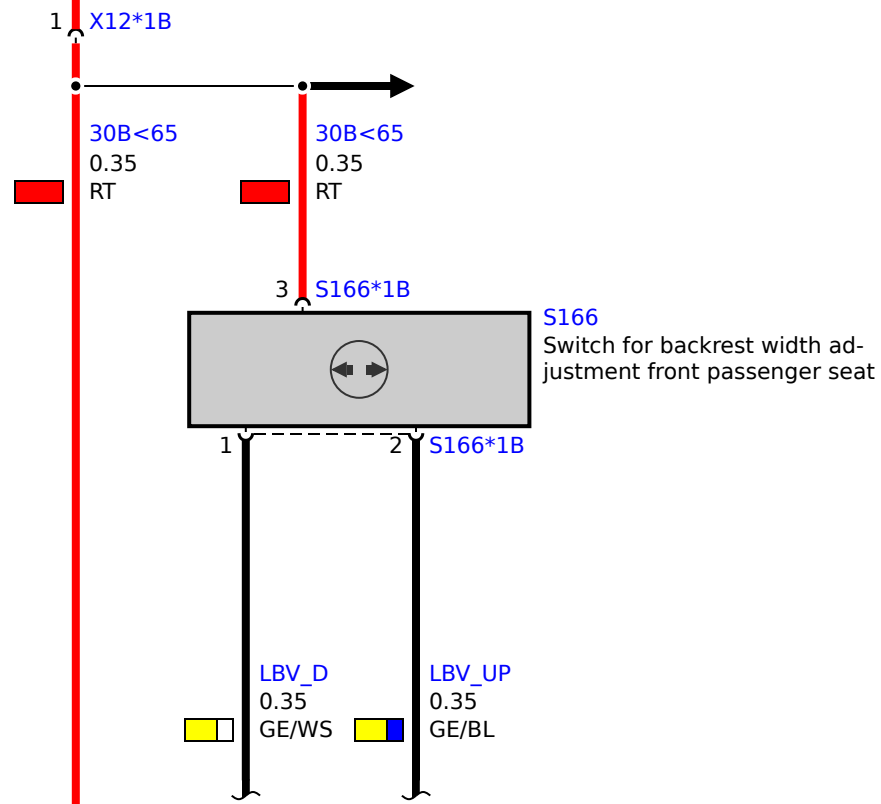 1 X12*1B
30B<65
0.35
RT
30B<65
0.35
RT
3 S166*1B
S166
Switch for backrest width ad-
justment front passenger seat
1
2 S166*1B
LBV_D
0.35
GE/WS
LBV_UP
0.35
GE/BL